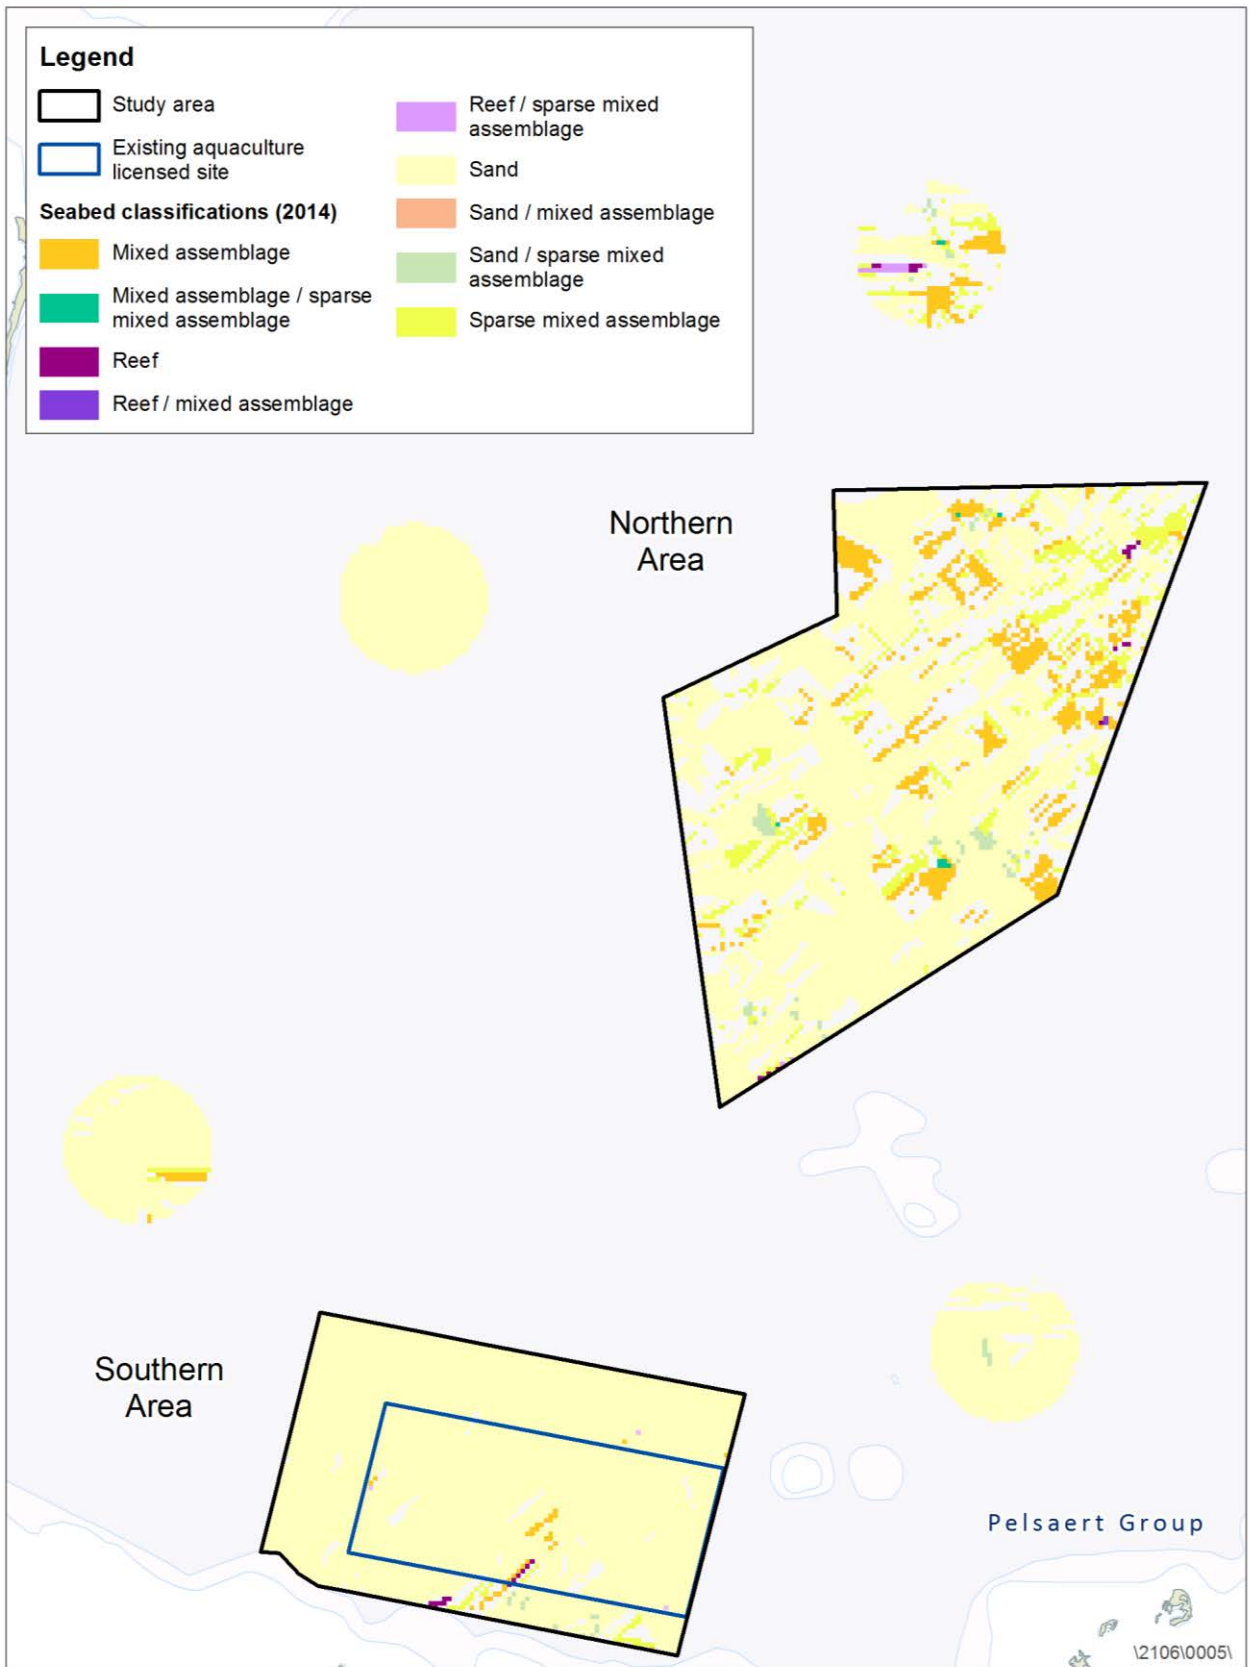 Legend
Study area
Existing aquaculture
licensed site
Seabed classifications (2014)
Mixed assemblage
Mixed assemblage / sparse
mixed assemblage
Reef
Reef / mixed assemblage
Reef / sparse mixed
assemblage
Sand
Sand / mixed assemblage
Sand / sparse mixed
assemblage
Sparse mixed assemblage
Northern
Area
Southern
Area
Pelsaert Group
\2106\0005\